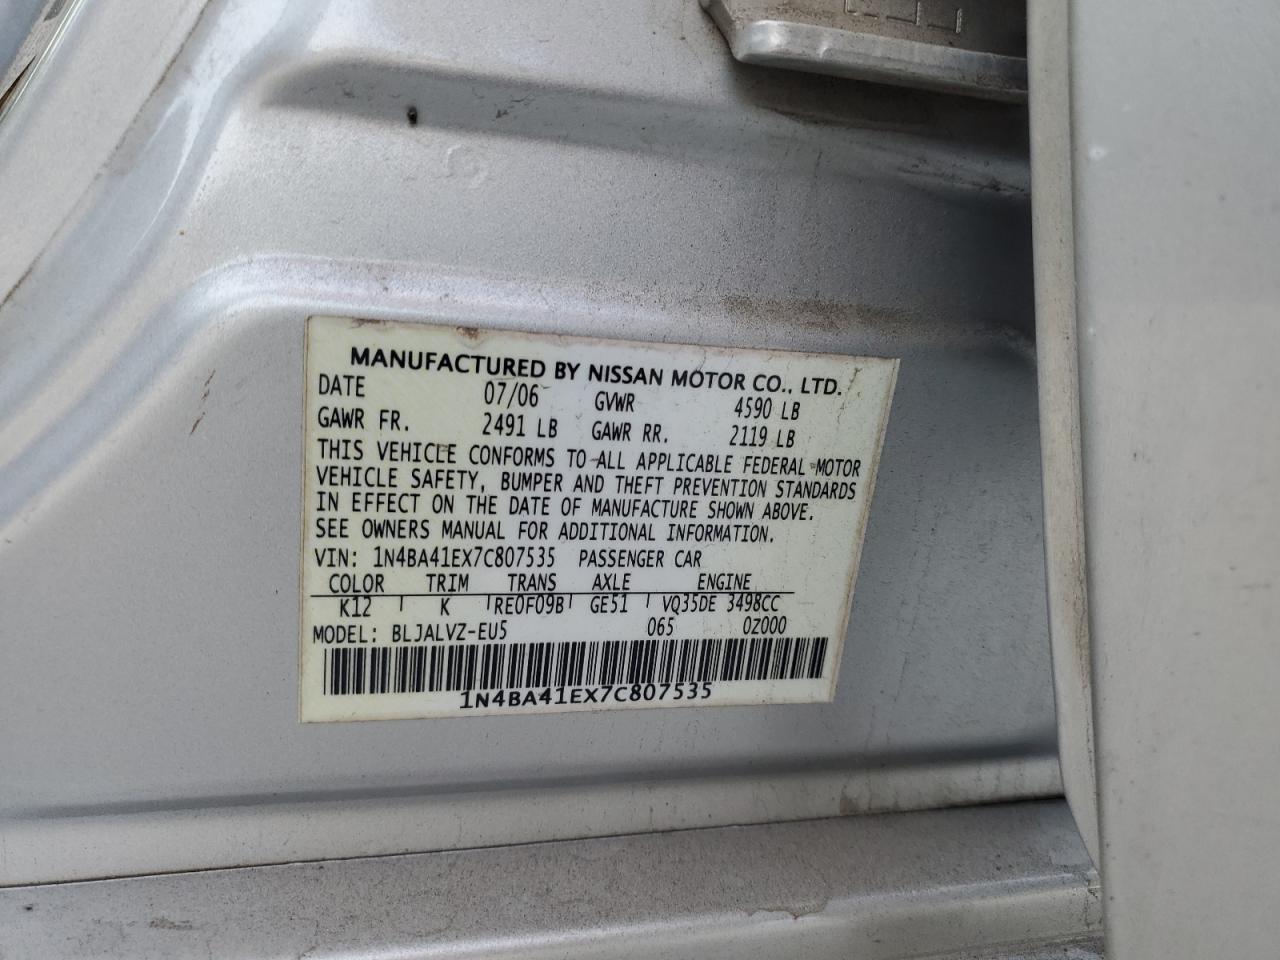 MANUFACTURED BY NISSAN MOTOR CO., LTD.
DATE 07/06 GVWR 4590 LB
GAWR FR. 2491 LB GAWR RR. 2119 LB
THIS VEHICLE CONFORMS TO ALL APPLICABLE FEDERAL MOTOR
VEHICLE SAFETY, BUMPER AND THEFT PREVENTION STANDARDS
IN EFFECT ON THE DATE OF MANUFACTURE SHOWN ABOVE.
SEE OWNERS MANUAL FOR ADDITIONAL INFORMATION.
VIN: 1N4BA41EX7C807535 PASSENGER CAR
COLOR TRIM TRANS AXLE ENGINE
K12 K RE0F09B GE51 VQ35DE 3498CC
MODEL: BLJALVZ-EU5 065 0Z000
1N4BA41EX7C807535